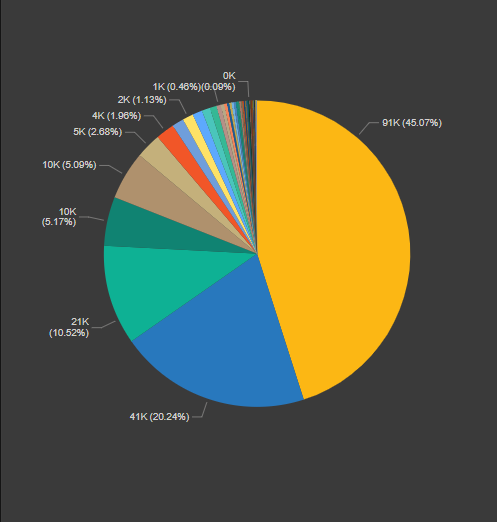 0K
1K (0.46%)(0.09%)
2K (1.13%)
4K (1.96%)
91K (45.07%)
5K (2.68%)
10K (5.09%)
10K
(5.17%)
21K
(10.52%)
41K (20.24%)